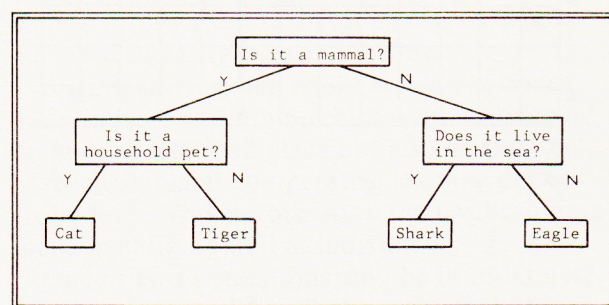 Is it a mammal?
Y
N
Is it a
household pet?
Does it live
in the sea?
Y
N
Y
N
Cat
Tiger
Shark
Eagle